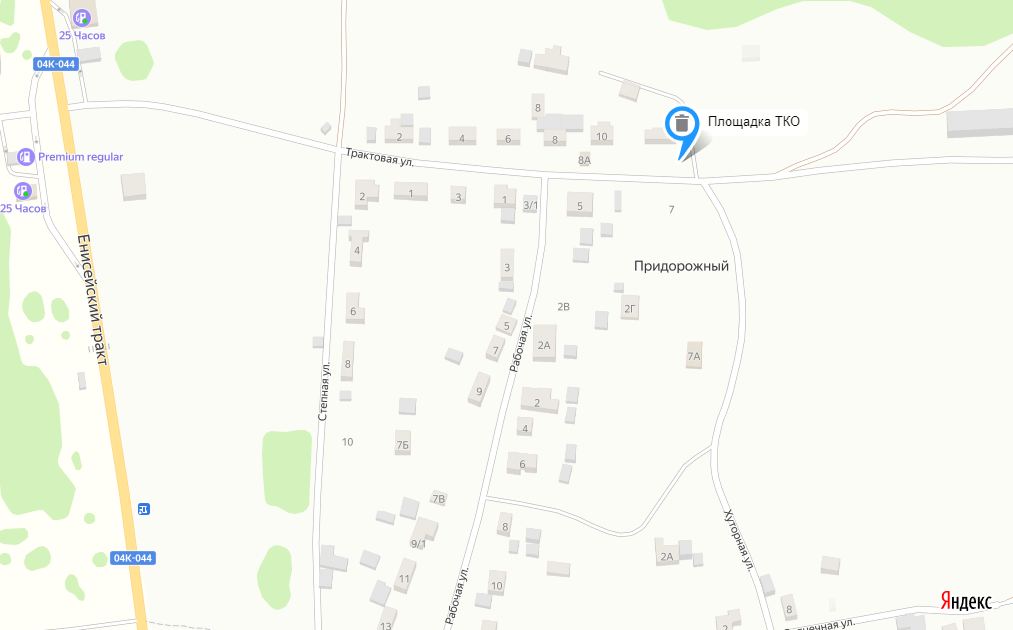 25 Часов
04К-044
Площадка ТКО
8
2
4
6
8
10
Трактовая ул.
8А
Premium regular
25 Часов
2
1
3
1
3/1
5
7
Енисейский тракт
4
3
Придорожный
6
2В
2Г
5
Рабочая ул.
7
2А
7А
8
Степная ул.
9
2
4
10
7Б
6
7В
8
Хуторная ул.
9/1
04К-044
2А
11
Рабочая ул.
10
8
Яндекс
13
2